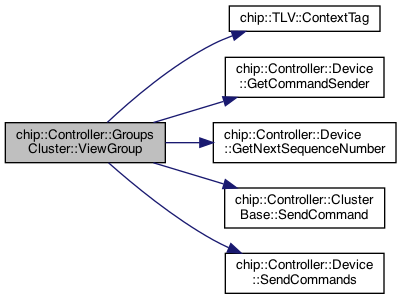 chip::TLV::ContextTag
chip::Controller::Device
::GetCommandSender
chip::Controller::Groups
Cluster::ViewGroup
chip::Controller::Device
::GetNextSequenceNumber
chip::Controller::Cluster
Base::SendCommand
chip::Controller::Device
::SendCommands